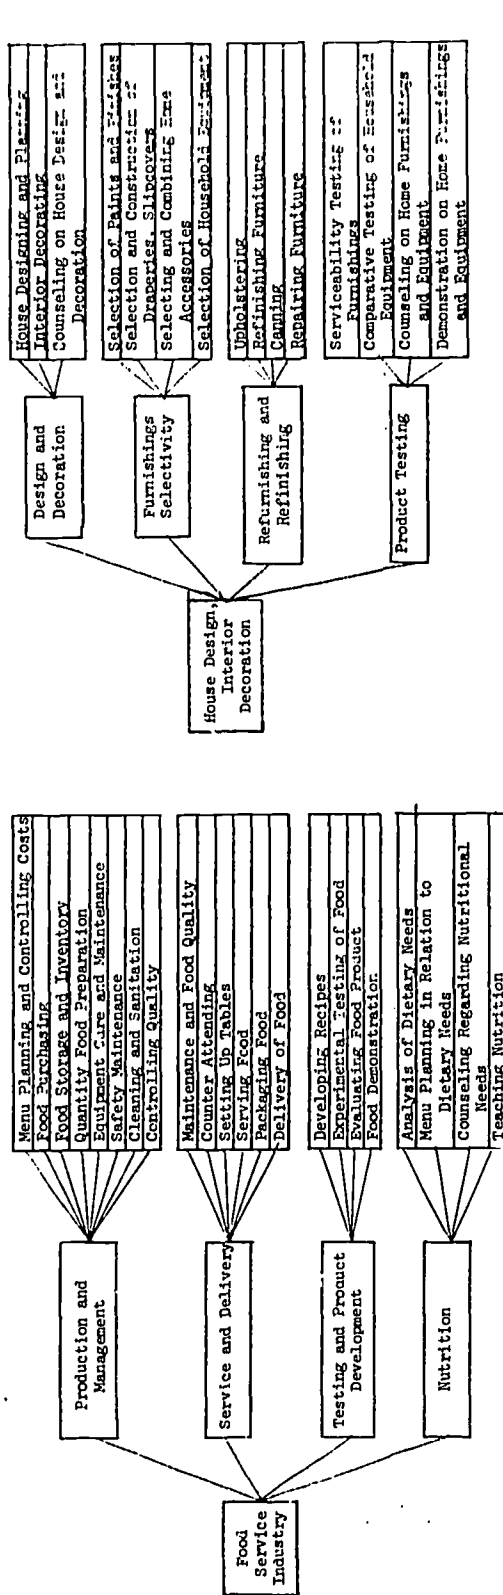 Food
Service
Industry
Production and
Management
Menu Planning and Controlling Costs
Food Purchasing
Food Storage and Inventory
Quantity Food Preparation
Equipment Care and Maintenance
Safety Maintenance
Cleaning and Sanitation
Controlling Quality
Service and Delivery
Maintenance and Food Quality
Counter Attending
Setting Up Tables
Serving Food
Packaging Food
Delivery of Food
Testing and Product
Development
Developing Recipes
Experimental Testing of Food
Evaluating Food Product
Food Demonstration
Nutrition
Analysis of Dietary Needs
Menu Planning in Relation to
Dietary Needs
Counseling Regarding Nutritional
Needs
Teaching Nutrition
House Design,
Interior
Decoration
Design and
Decoration
House Designing and Planning
Interior Decorating
Counseling on House Design and
Decoration
Furnishings
Selectivity
Selection of Paints and Finishes
Selection and Construction of
Draperies, Slipcovers
Selecting and Combining Home
Accessories
Selection of Household Equipment
Refurnishing and
Refinishing
Upholstering
Refinishing Furniture
Canning
Repairing Furniture
Product Testing
Serviceability Testing of
Furnishings
Comparative Testing of Household
Equipment
Counseling on Home Furnishings
and Equipment
Demonstration on Home Furnishings
and Equipment